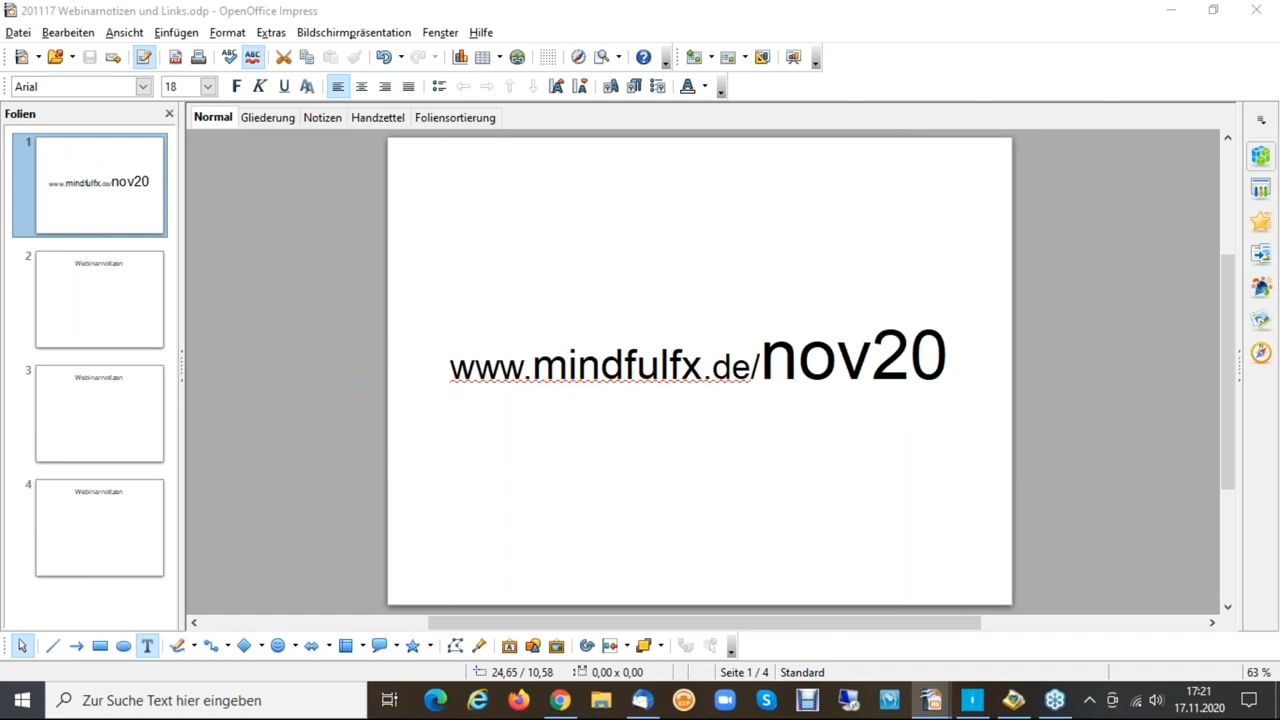 201117 Webinarnotizen und Links.odp - OpenOffice Impress
Datei Bearbeiten Ansicht Einfügen Format Extras Bildschirmpräsentation Fenster Hilfe
Arial 18 F K U
Folien Normal Gliederung Notizen Handzettel Foliensortierung
1
www.mindfulfx.de/nov20
2
Webinarnotizen
3
Webinarnotizen
4
Webinarnotizen
www.mindfulfx.de/nov20
24,65 / 10,58 0,00 x 0,00 Seite 1 / 4 Standard 63 %
Zur Suche Text hier eingeben
17:21
17.11.2020